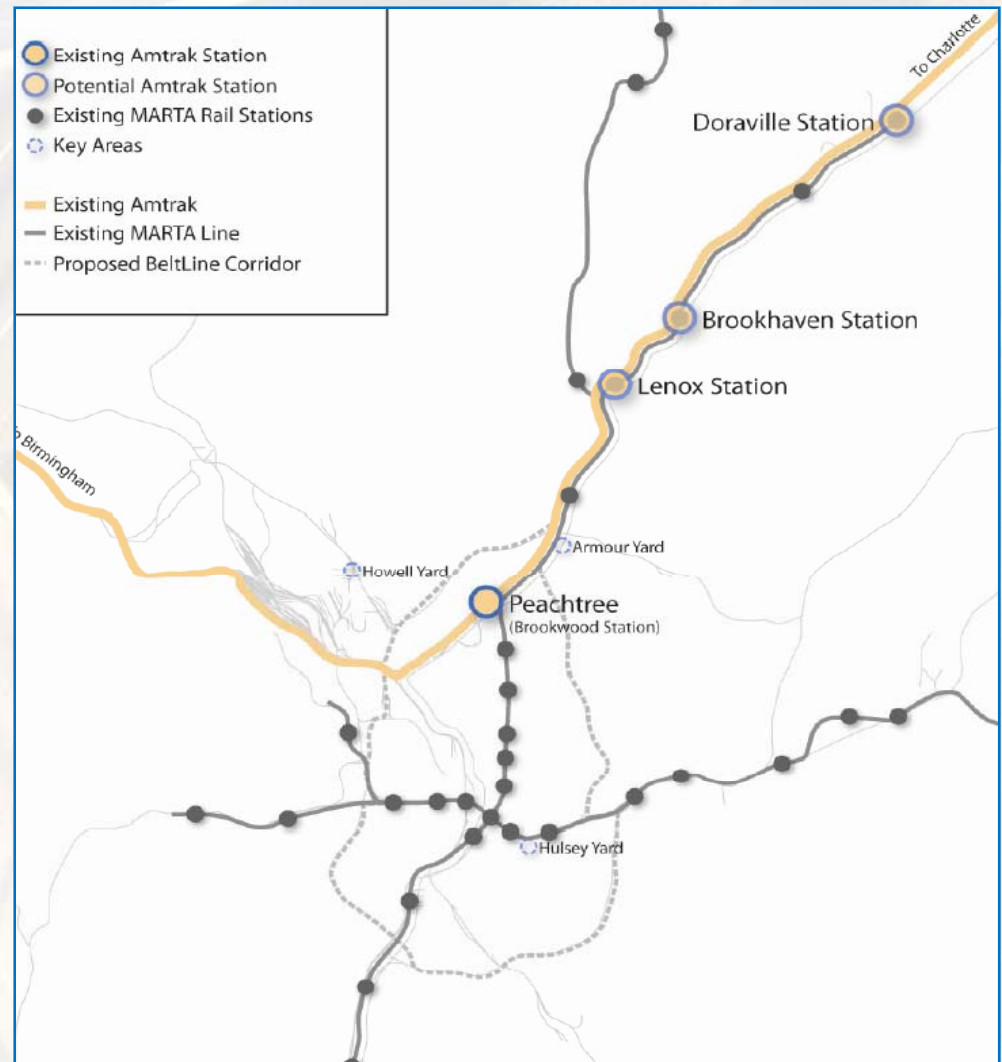 Existing Amtrak Station
Potential Amtrak Station
Existing MARTA Rail Stations
Key Areas
Existing Amtrak
Existing MARTA Line
Proposed BeltLine Corridor
To Charlotte
Doraville Station
Brookhaven Station
Lenox Station
To Birmingham
Armour Yard
Howell Yard
Peachtree
(Brookwood Station)
Hulsey Yard